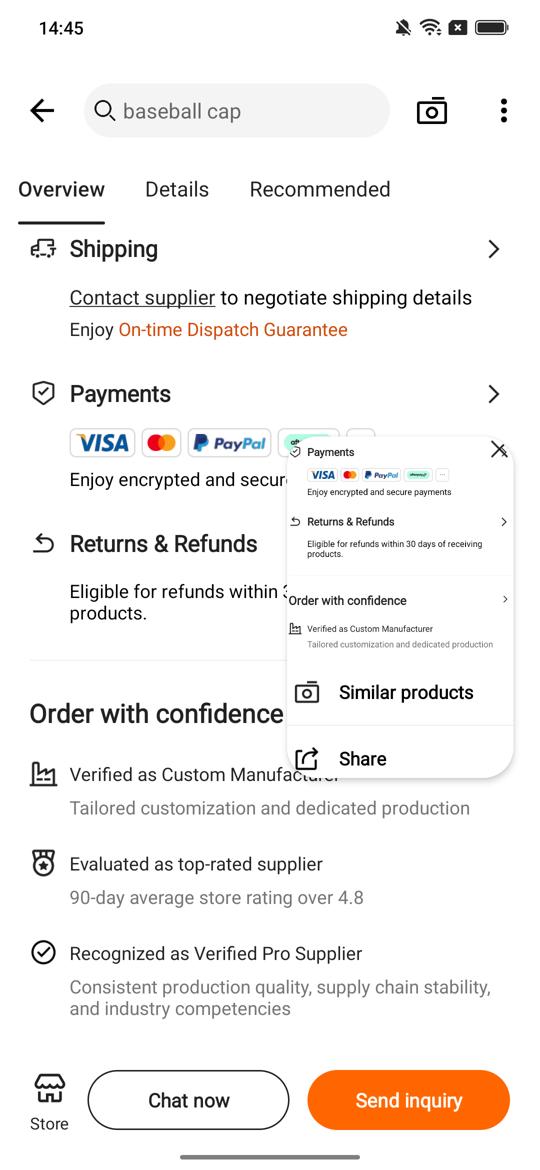 14:45
baseball cap
Overview Details Recommended
Shipping
Contact supplier to negotiate shipping details
Enjoy On-time Dispatch Guarantee
Payments
VISA PayPal
Enjoy encrypted and secure
Returns & Refunds
Eligible for refunds within
products.
Order with confidence
Verified as Custom Manufacturer
Tailored customization and dedicated production
Evaluated as top-rated supplier
90-day average store rating over 4.8
Recognized as Verified Pro Supplier
Consistent production quality, supply chain stability,
and industry competencies
Payments
VISA PayPal
Enjoy encrypted and secure payments
Returns & Refunds
Eligible for refunds within 30 days of receiving
products.
Order with confidence
Verified as Custom Manufacturer
Tailored customization and dedicated production
Similar products
Share
Store
Chat now
Send inquiry